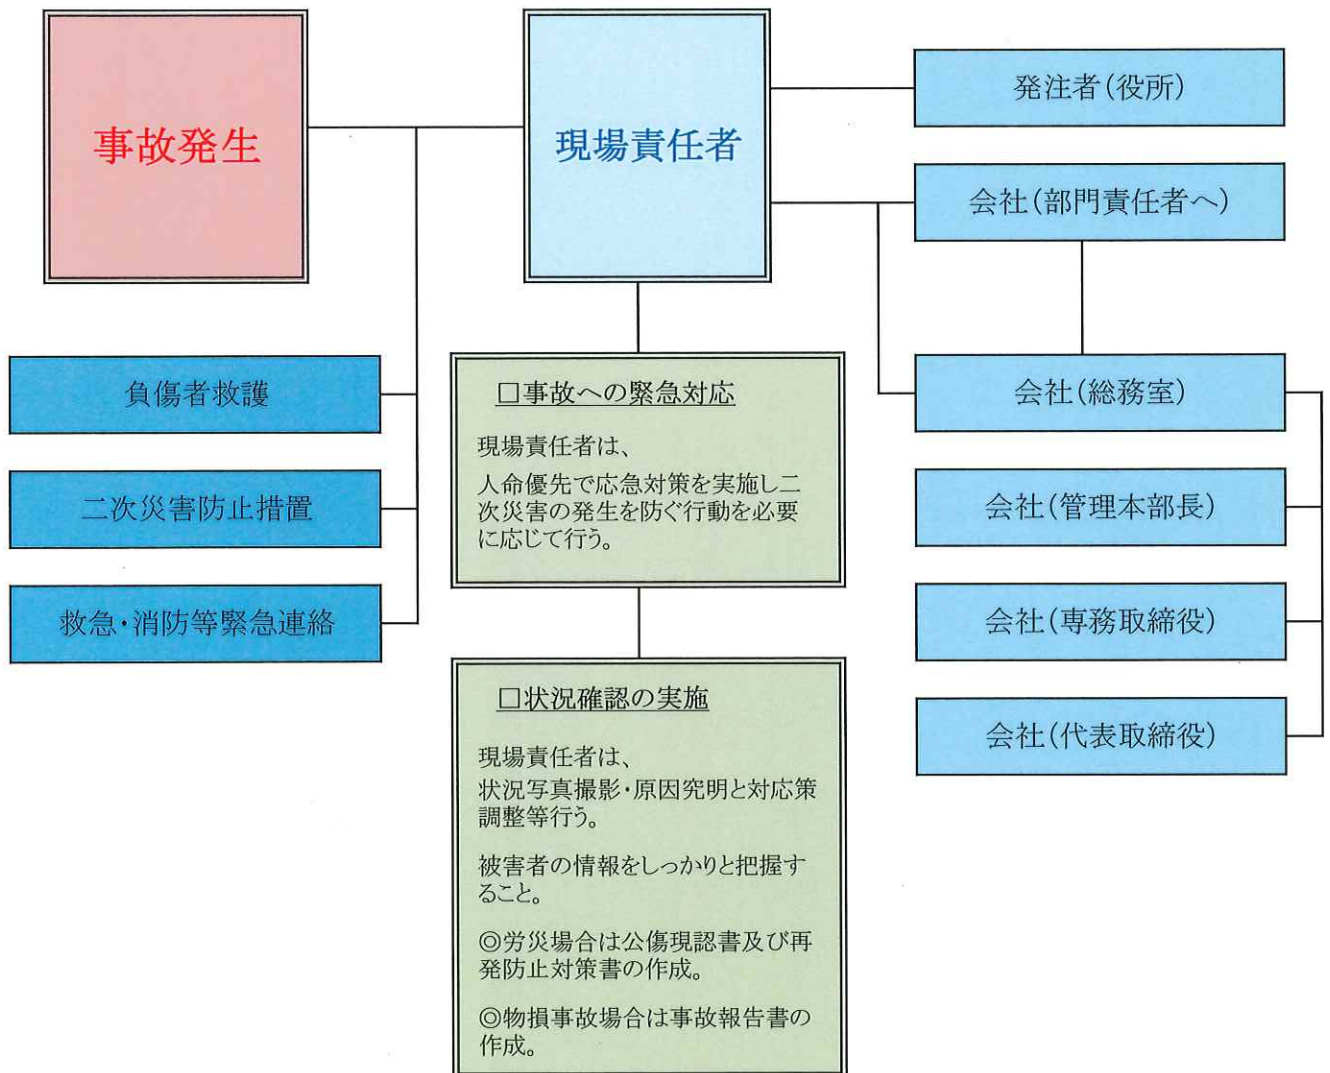 事故発生
現場責任者
発注者(役所)
会社(部門責任者へ)
会社(総務室)
会社(管理本部長)
会社(専務取締役)
会社(代表取締役)
負傷者救護
二次災害防止措置
救急・消防等緊急連絡
□事故への緊急対応
現場責任者は、
人命優先で応急対策を実施し二
次災害の発生を防ぐ行動を必要
に応じて行う。
□状況確認の実施
現場責任者は、
状況写真撮影・原因究明と対応策
調整等行う。
被害者の情報をしっかりと把握す
ること。
◎労災場合は公傷現認書及び再
発防止対策書の作成。
◎物損事故場合は事故報告書の
作成。